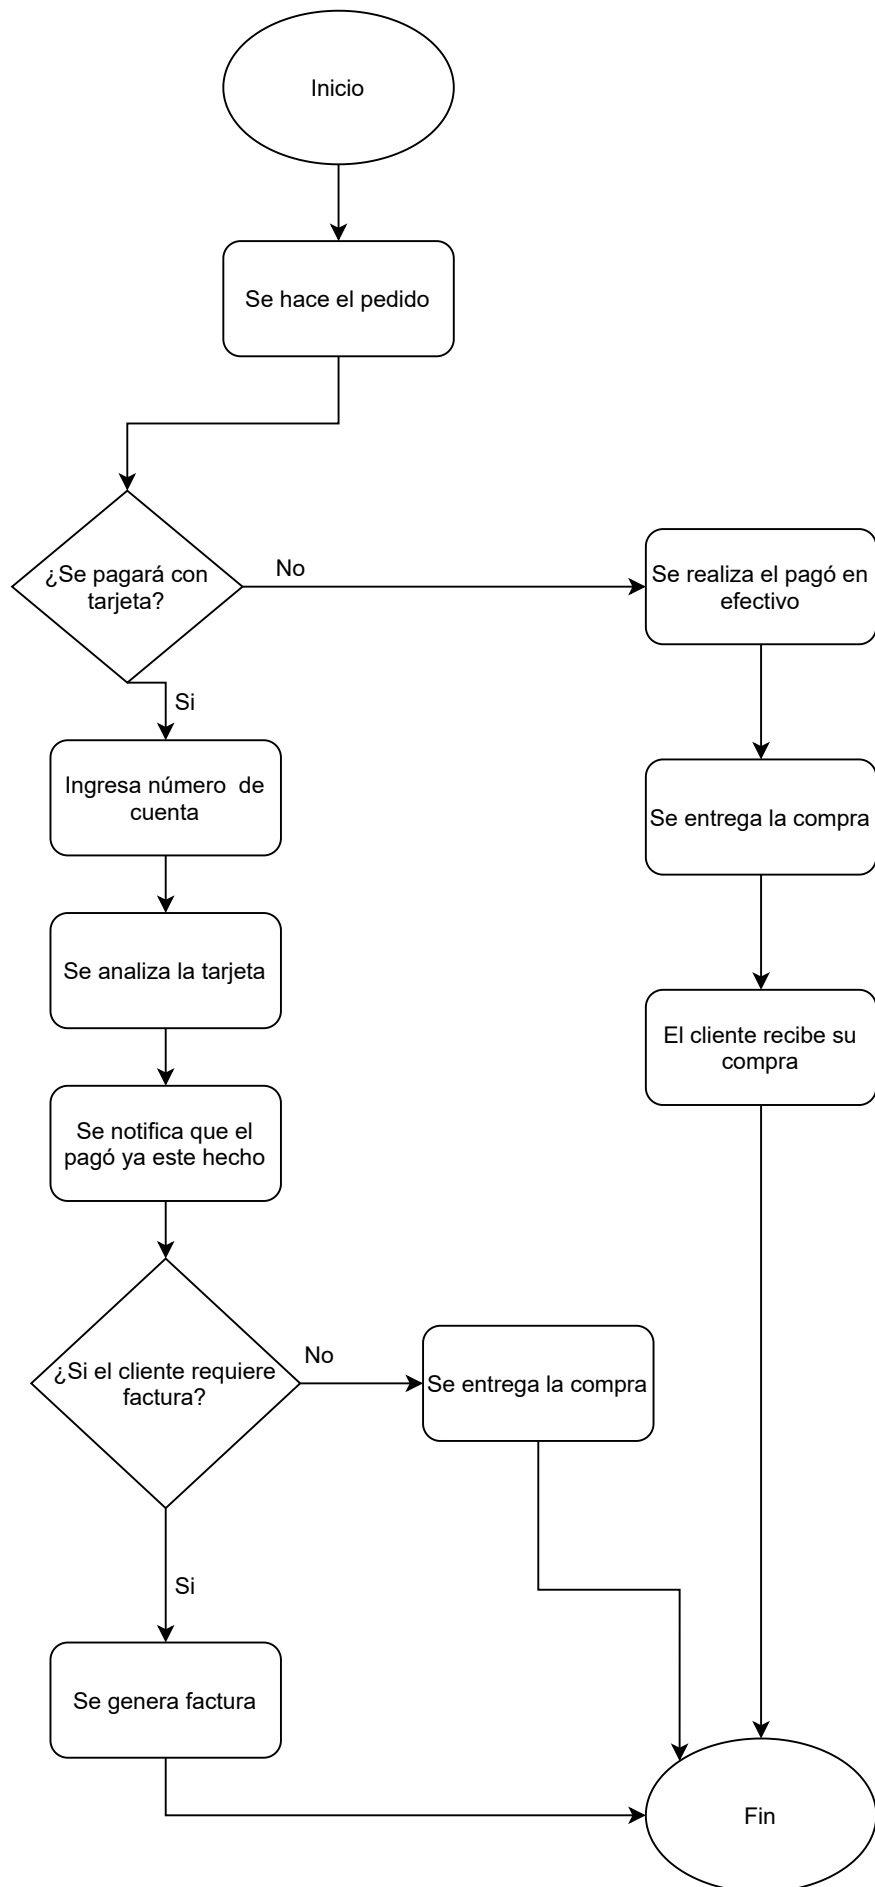 Inicio
Se hace el pedido
¿Se pagará con
tarjeta?
No
Se realiza el pagó en
efectivo
Si
Ingresa número  de
cuenta
Se entrega la compra
Se analiza la tarjeta
El cliente recibe su
compra
Se notifica que el
pagó ya este hecho
¿Si el cliente requiere
factura?
No
Se entrega la compra
Si
Se genera factura
Fin